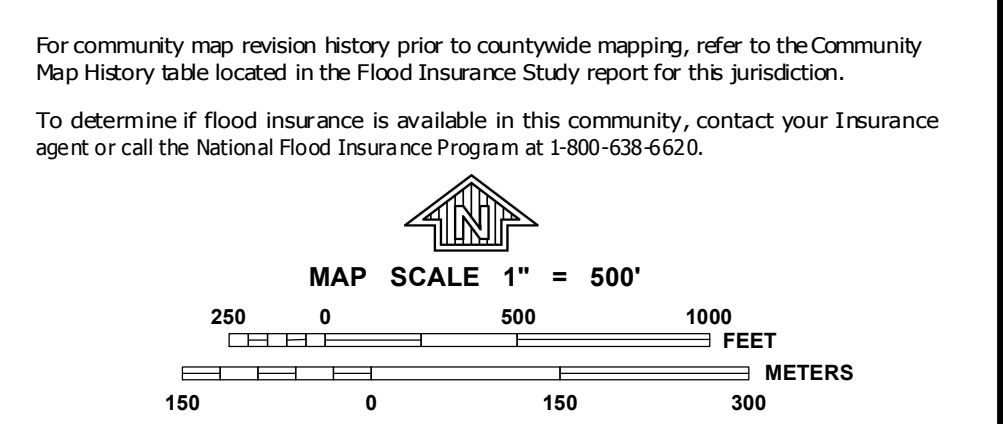 For community map revision history prior to countywide mapping, refer to the Community
Map History table located in the Flood Insurance Study report for this jurisdiction.
To determine if flood insurance is available in this community, contact your Insurance
agent or call the National Flood Insurance Program at 1-800-638-6620.
N
MAP SCALE 1" = 500'
250 0 500 1000
FEET
METERS
150 0 150 300